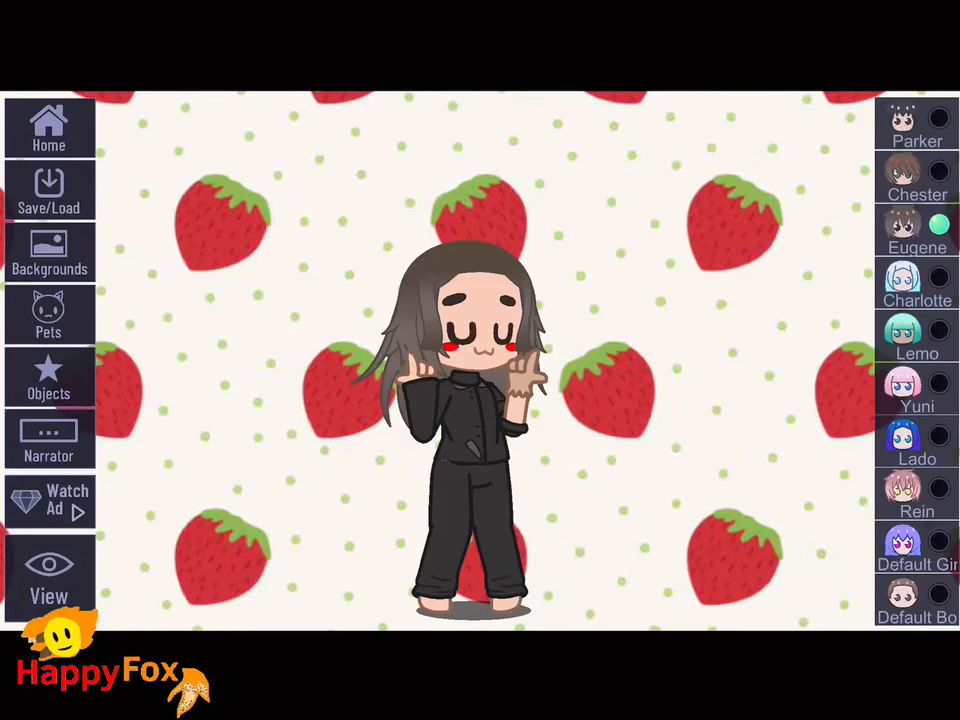 Home
Save/Load
Backgrounds
Pets
Objects
Narrator
Watch
Ad
View
Parker
Chester
Eugene
Charlotte
Lemo
Yuni
Lado
Rein
Default Gir
Default Bo
HappyFox